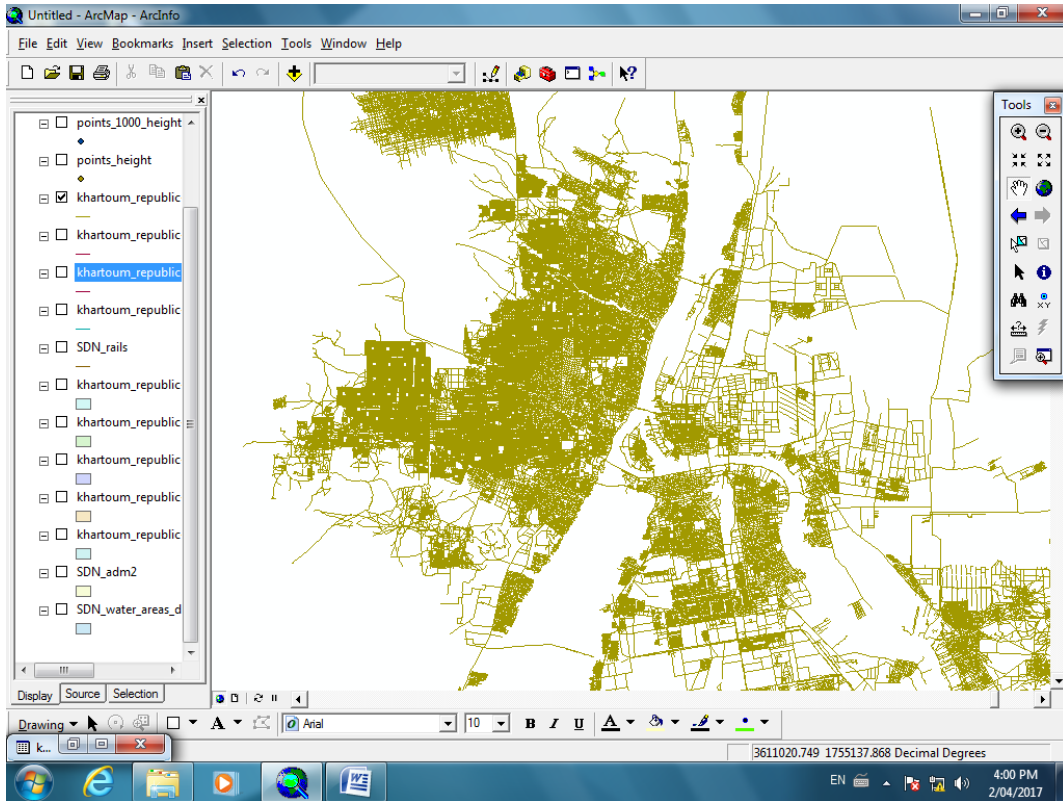 Untitled - ArcMap - ArcInfo
File Edit View Bookmarks Insert Selection Tools Window Help
Tools
points_1000_height
points_height
khartoum_republic
khartoum_republic
khartoum_republic
khartoum_republic
SDN_rails
khartoum_republic
khartoum_republic
khartoum_republic
khartoum_republic
khartoum_republic
SDN_adm2
SDN_water_areas_d
XY
Display Source Selection
Drawing A Arial 10 B I U A
k...
3611020.749 1755137.868 Decimal Degrees
EN
4:00 PM
2/04/2017